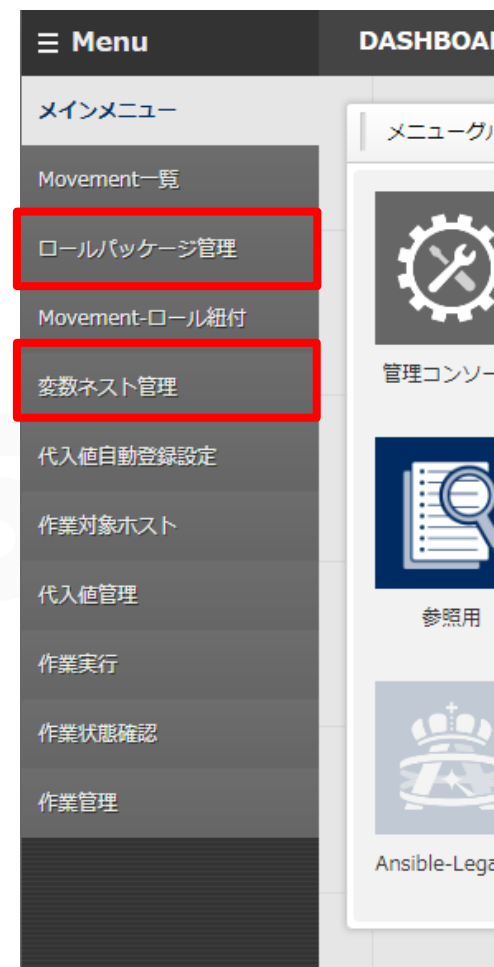 ☰ Menu
DASHBOA
メインメニュー
Movement一覧
ロールパッケージ管理
Movement-ロール紐付
変数ネスト管理
代入値自動登録設定
作業対象ホスト
代入値管理
作業実行
作業状態確認
作業管理
メニューグル
管理コンソー
参照用
Ansible-Lega